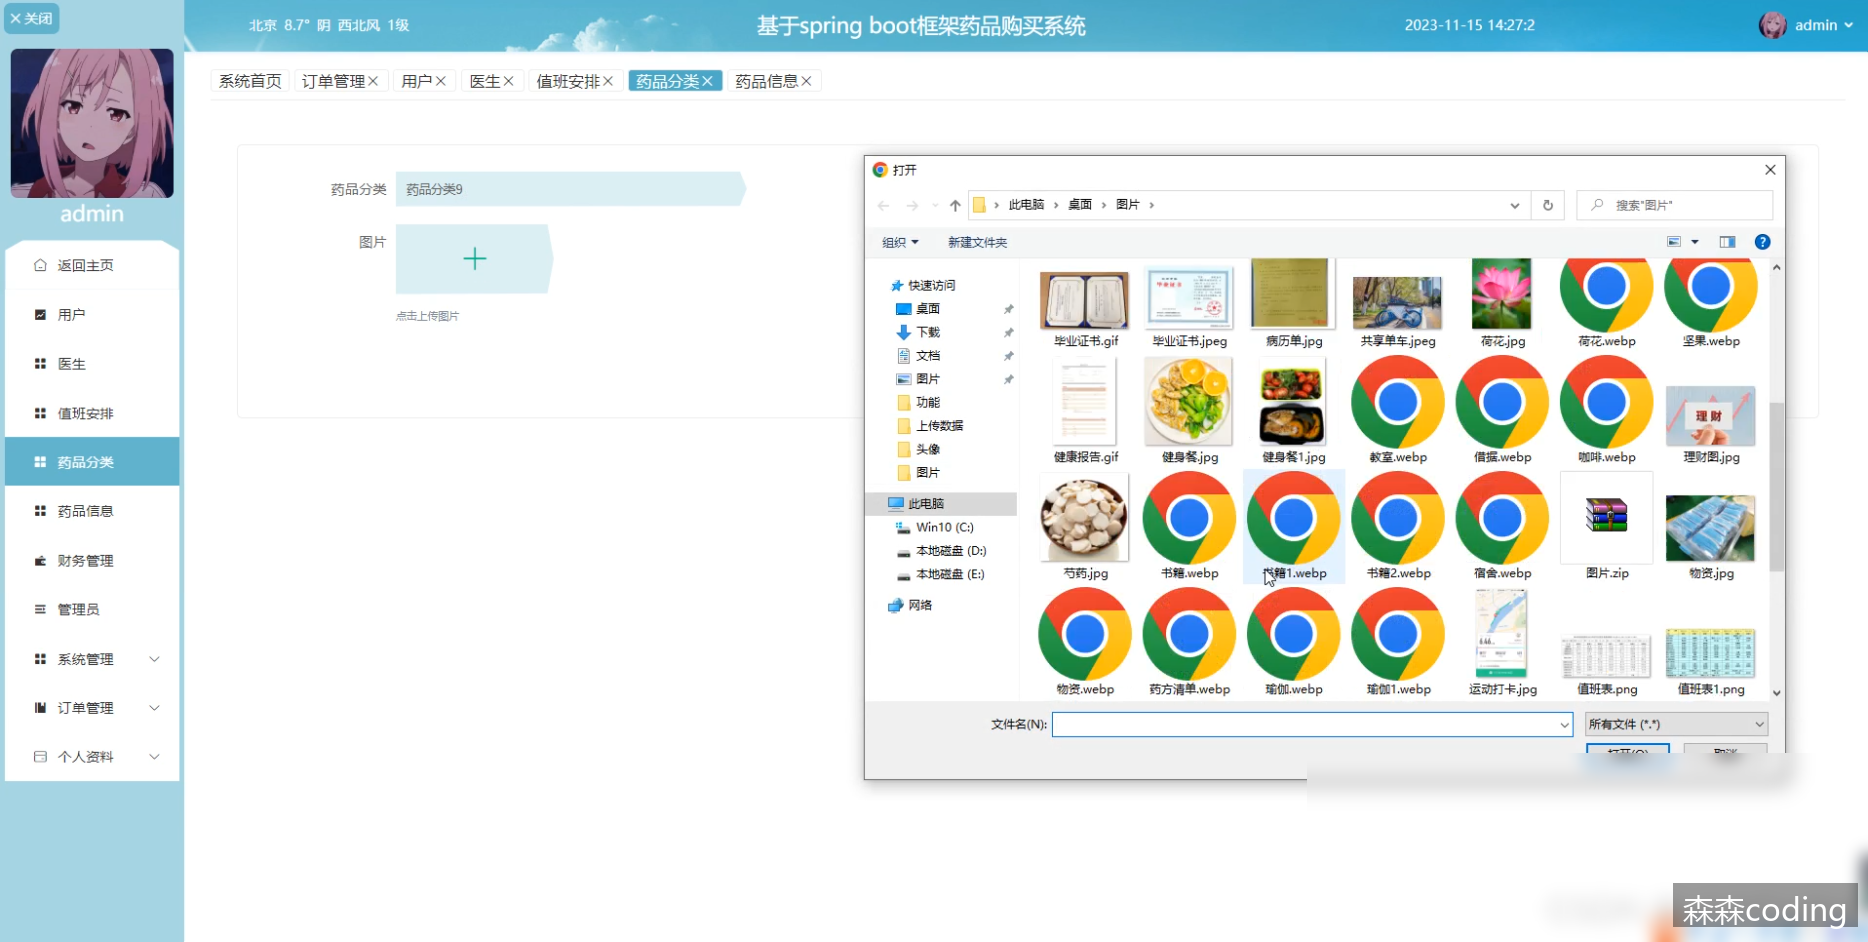 关闭
北京 8.7° 阴 西北风 1级
基于spring boot框架药品购买系统
2023-11-15 14:27:2
admin
admin
系统首页
订单管理
用户
医生
值班安排
药品分类
药品信息
返回主页
用户
医生
值班安排
药品分类
药品信息
财务管理
管理员
系统管理
订单管理
个人资料
药品分类
药品分类9
图片
点击上传图片
打开
此电脑 › 桌面 › 图片 ›
搜索"图片"
组织
新建文件夹
快速访问
桌面
下载
文档
图片
功能
上传数据
头像
图片
此电脑
Win10 (C:)
本地磁盘 (D:)
本地磁盘 (E:)
网络
毕业证书.gif
毕业证书.jpeg
病历单.jpg
共享单车.jpeg
荷花.jpg
荷花.webp
坚果.webp
理财
健康报告.gif
健身餐.jpg
健身餐1.jpg
教室.webp
借据.webp
咖啡.webp
理财图.jpg
芍药.jpg
书籍.webp
书籍1.webp
书籍2.webp
宿舍.webp
图片.zip
物资.jpg
物资.webp
药方清单.webp
瑜伽.webp
瑜伽1.webp
运动打卡.jpg
值班表.png
值班表1.png
文件名(N):
所有文件 (*.*)
打开(O)
取消
森森coding